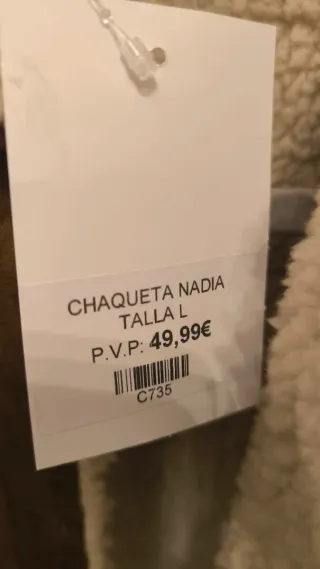 CHAQUETA NADIA
TALLA L
P.V.P: 49,99€
C735